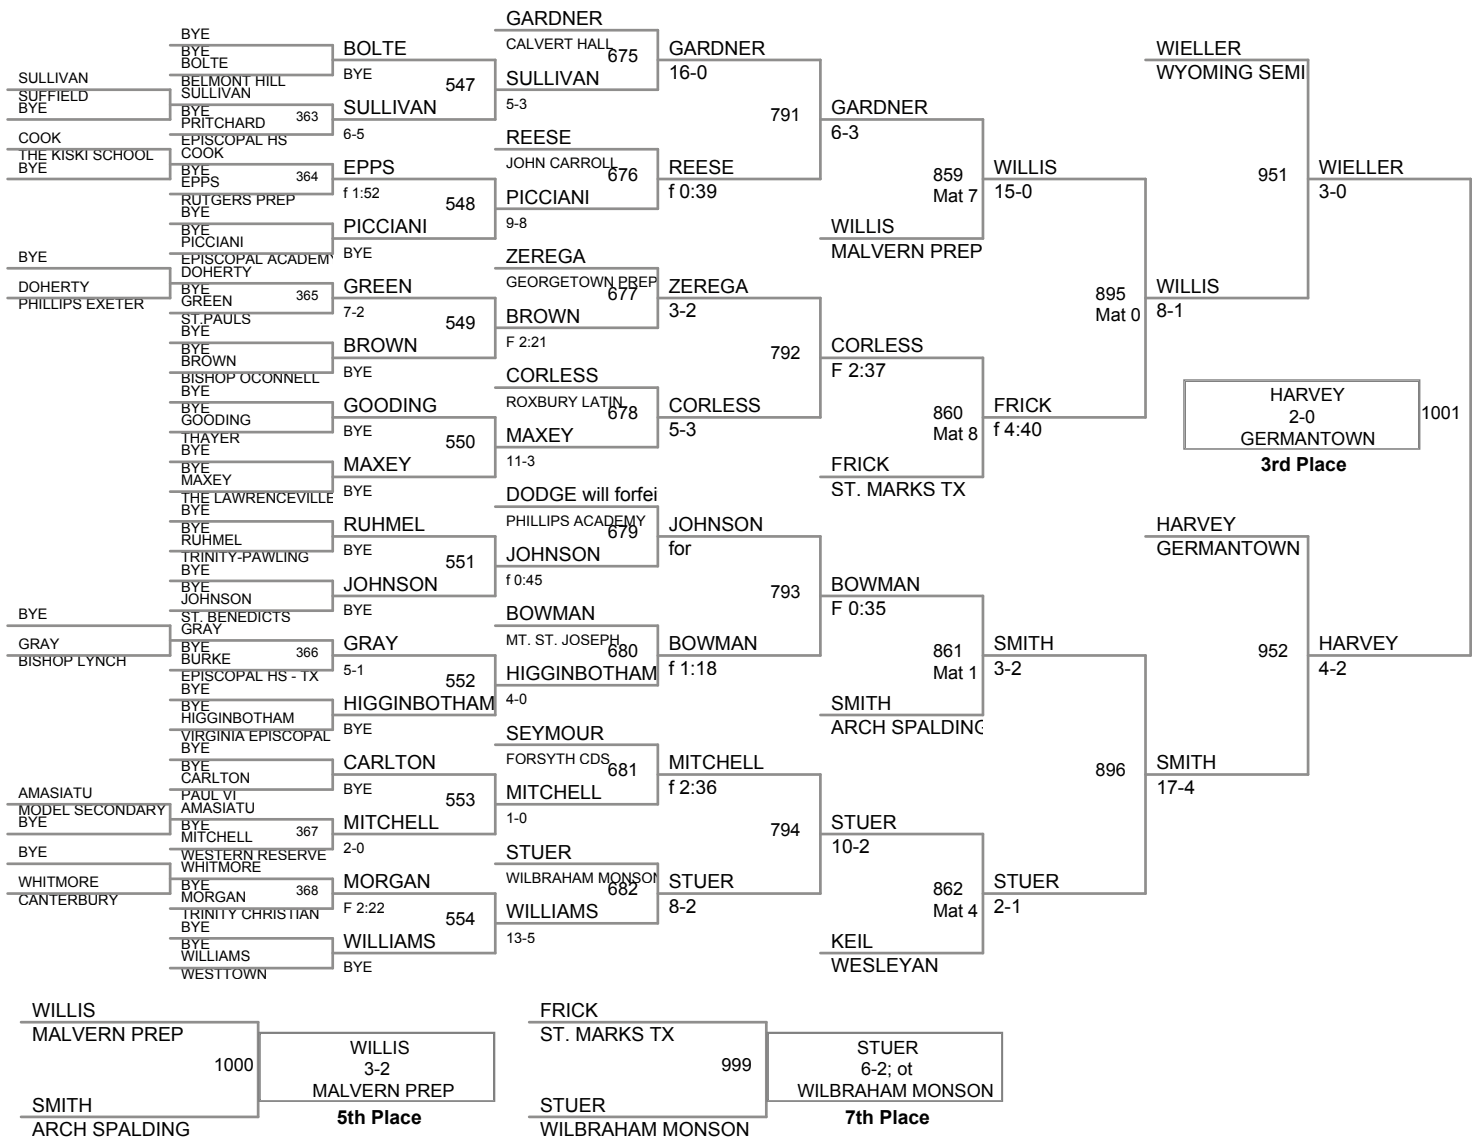 SULLIVAN
SUFFIELD
BYE
COOK
THE KISKI SCHOOL
BYE
BYE
DOHERTY
PHILLIPS EXETER
BYE
GRAY
BISHOP LYNCH
AMASIATU
MODEL SECONDARY
BYE
BYE
WHITMORE
CANTERBURY
BYE
BYE
BOLTE
BELMONT HILL
SULLIVAN
BYE
PRITCHARD
363
EPISCOPAL HS
COOK
BYE
EPPS
364
RUTGERS PREP
BYE
BYE
PICCIANI
EPISCOPAL ACADEMY
DOHERTY
BYE
GREEN
365
ST.PAULS
BYE
BYE
BROWN
BISHOP OCONNELL
BYE
BYE
GOODING
THAYER
BYE
BYE
MAXEY
THE LAWRENCEVILLE
BYE
BYE
RUHMEL
TRINITY-PAWLING
BYE
BYE
JOHNSON
ST. BENEDICTS
GRAY
BYE
BURKE
366
EPISCOPAL HS - TX
BYE
BYE
HIGGINBOTHAM
VIRGINIA EPISCOPAL
BYE
BYE
CARLTON
PAUL VI
AMASIATU
BYE
MITCHELL
367
WESTERN RESERVE
WHITMORE
BYE
MORGAN
368
TRINITY CHRISTIAN
BYE
BYE
WILLIAMS
WESTTOWN
BOLTE
BYE
547
SULLIVAN
6-5
EPPS
f 1:52
548
PICCIANI
BYE
GREEN
7-2
549
BROWN
BYE
GOODING
BYE
550
MAXEY
BYE
RUHMEL
BYE
551
JOHNSON
BYE
GRAY
5-1
552
HIGGINBOTHAM
BYE
CARLTON
BYE
553
MITCHELL
2-0
MORGAN
F 2:22
554
WILLIAMS
BYE
GARDNER
CALVERT HALL
675
SULLIVAN
5-3
REESE
JOHN CARROLL
676
PICCIANI
9-8
ZEREGA
GEORGETOWN PREP
677
BROWN
F 2:21
CORLESS
ROXBURY LATIN
678
MAXEY
11-3
DODGE will forfei
PHILLIPS ACADEMY
679
JOHNSON
f 0:45
BOWMAN
MT. ST. JOSEPH
680
HIGGINBOTHAM
4-0
SEYMOUR
FORSYTH CDS
681
MITCHELL
1-0
STUER
WILBRAHAM MONSON
682
WILLIAMS
13-5
GARDNER
16-0
791
REESE
f 0:39
ZEREGA
3-2
792
CORLESS
5-3
JOHNSON
for
793
BOWMAN
f 1:18
MITCHELL
f 2:36
794
STUER
8-2
GARDNER
6-3
859
Mat 7
WILLIS
MALVERN PREP
CORLESS
F 2:37
860
Mat 8
FRICK
ST. MARKS TX
BOWMAN
F 0:35
861
Mat 1
SMITH
ARCH SPALDING
STUER
10-2
862
Mat 4
KEIL
WESLEYAN
WILLIS
15-0
895
Mat 0
FRICK
f 4:40
SMITH
3-2
896
STUER
2-1
WIELLER
WYOMING SEMI
951
WILLIS
8-1
HARVEY
GERMANTOWN
952
SMITH
17-4
WIELLER
3-0
HARVEY
2-0
GERMANTOWN
1001
3rd Place
HARVEY
4-2
WILLIS
MALVERN PREP
1000
SMITH
ARCH SPALDING
WILLIS
3-2
MALVERN PREP
5th Place
FRICK
ST. MARKS TX
999
STUER
WILBRAHAM MONSON
STUER
6-2; ot
WILBRAHAM MONSON
7th Place